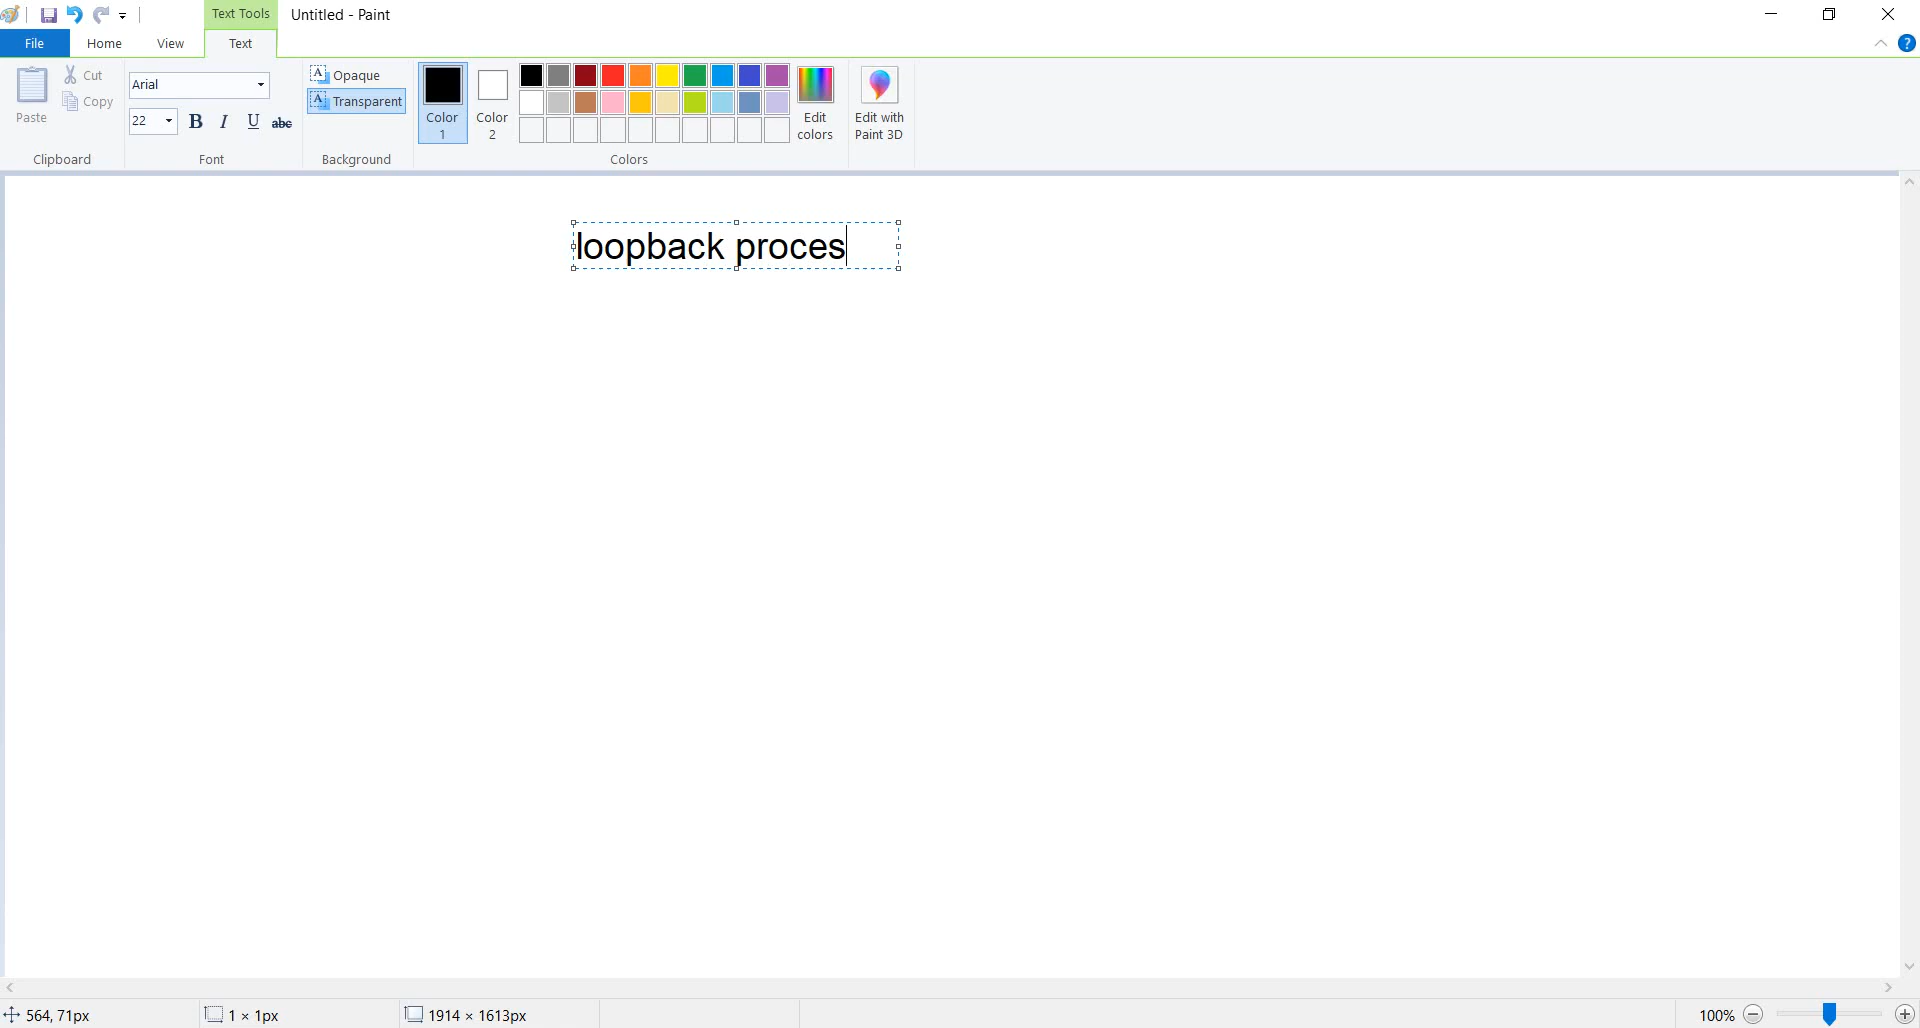 Text Tools
Untitled - Paint
File
Home
View
Text
Paste
Cut
Copy
Clipboard
Arial
22
B
I
U
abc
Font
A Opaque
A Transparent
Background
Color
1
Color
2
Edit
colors
Colors
Edit with
Paint 3D
loopback proces
564, 71px
1 × 1px
1914 × 1613px
100%